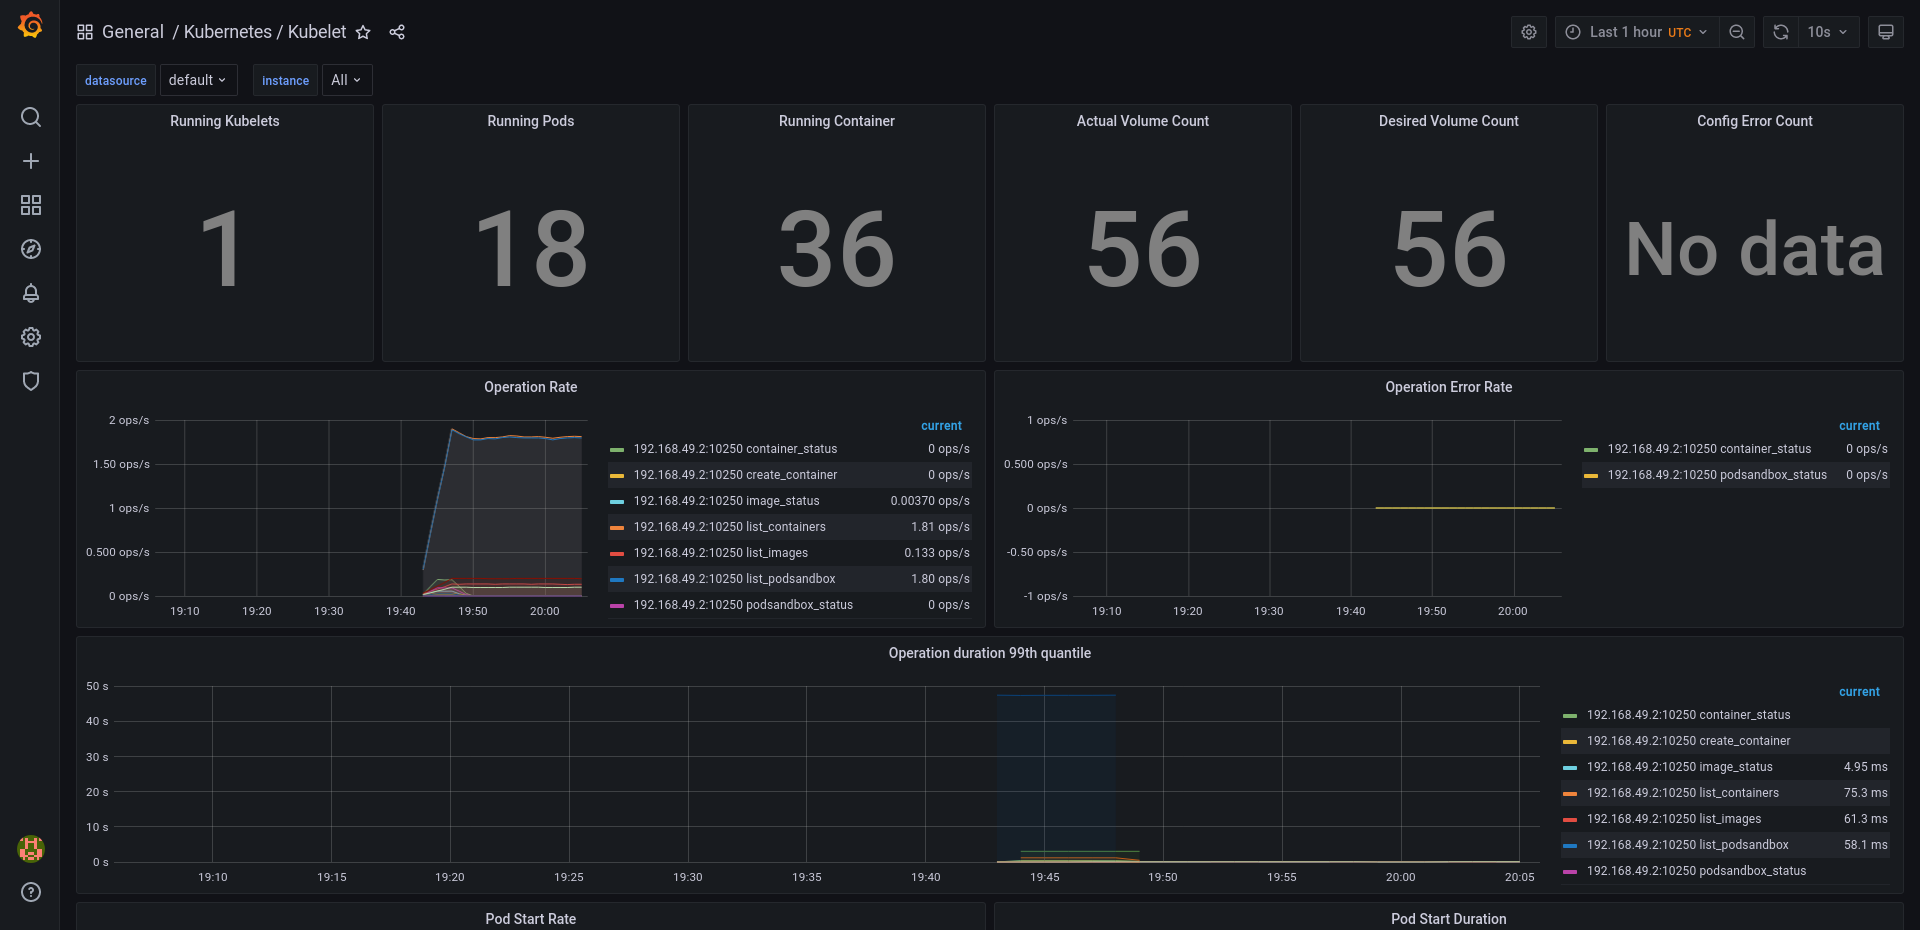 General / Kubernetes / Kubelet
Last 1 hour UTC
10s
datasource default instance All
Running Kubelets
1
Running Pods
18
Running Container
36
Actual Volume Count
56
Desired Volume Count
56
Config Error Count
No data
Operation Rate
2 ops/s
1.50 ops/s
1 ops/s
0.500 ops/s
0 ops/s
19:10 19:20 19:30 19:40 19:50 20:00
current
192.168.49.2:10250 container_status 0 ops/s
192.168.49.2:10250 create_container 0 ops/s
192.168.49.2:10250 image_status 0.00370 ops/s
192.168.49.2:10250 list_containers 1.81 ops/s
192.168.49.2:10250 list_images 0.133 ops/s
192.168.49.2:10250 list_podsandbox 1.80 ops/s
192.168.49.2:10250 podsandbox_status 0 ops/s
Operation Error Rate
1 ops/s
0.500 ops/s
0 ops/s
-0.50 ops/s
-1 ops/s
19:10 19:20 19:30 19:40 19:50 20:00
current
192.168.49.2:10250 container_status 0 ops/s
192.168.49.2:10250 podsandbox_status 0 ops/s
Operation duration 99th quantile
50 s
40 s
30 s
20 s
10 s
0 s
19:10 19:15 19:20 19:25 19:30 19:35 19:40 19:45 19:50 19:55 20:00 20:05
current
192.168.49.2:10250 container_status
192.168.49.2:10250 create_container
192.168.49.2:10250 image_status 4.95 ms
192.168.49.2:10250 list_containers 75.3 ms
192.168.49.2:10250 list_images 61.3 ms
192.168.49.2:10250 list_podsandbox 58.1 ms
192.168.49.2:10250 podsandbox_status
Pod Start Rate
Pod Start Duration